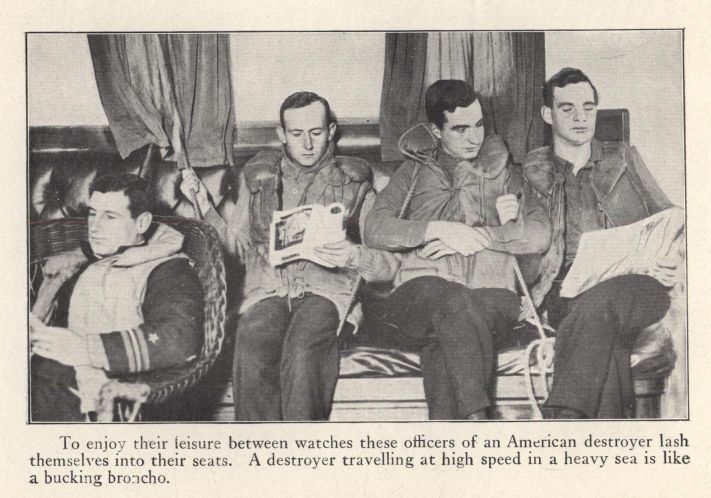 To enjoy their leisure between watches these officers of an American destroyer lash
themselves into their seats. A destroyer travelling at high speed in a heavy sea is like
a bucking broncho.